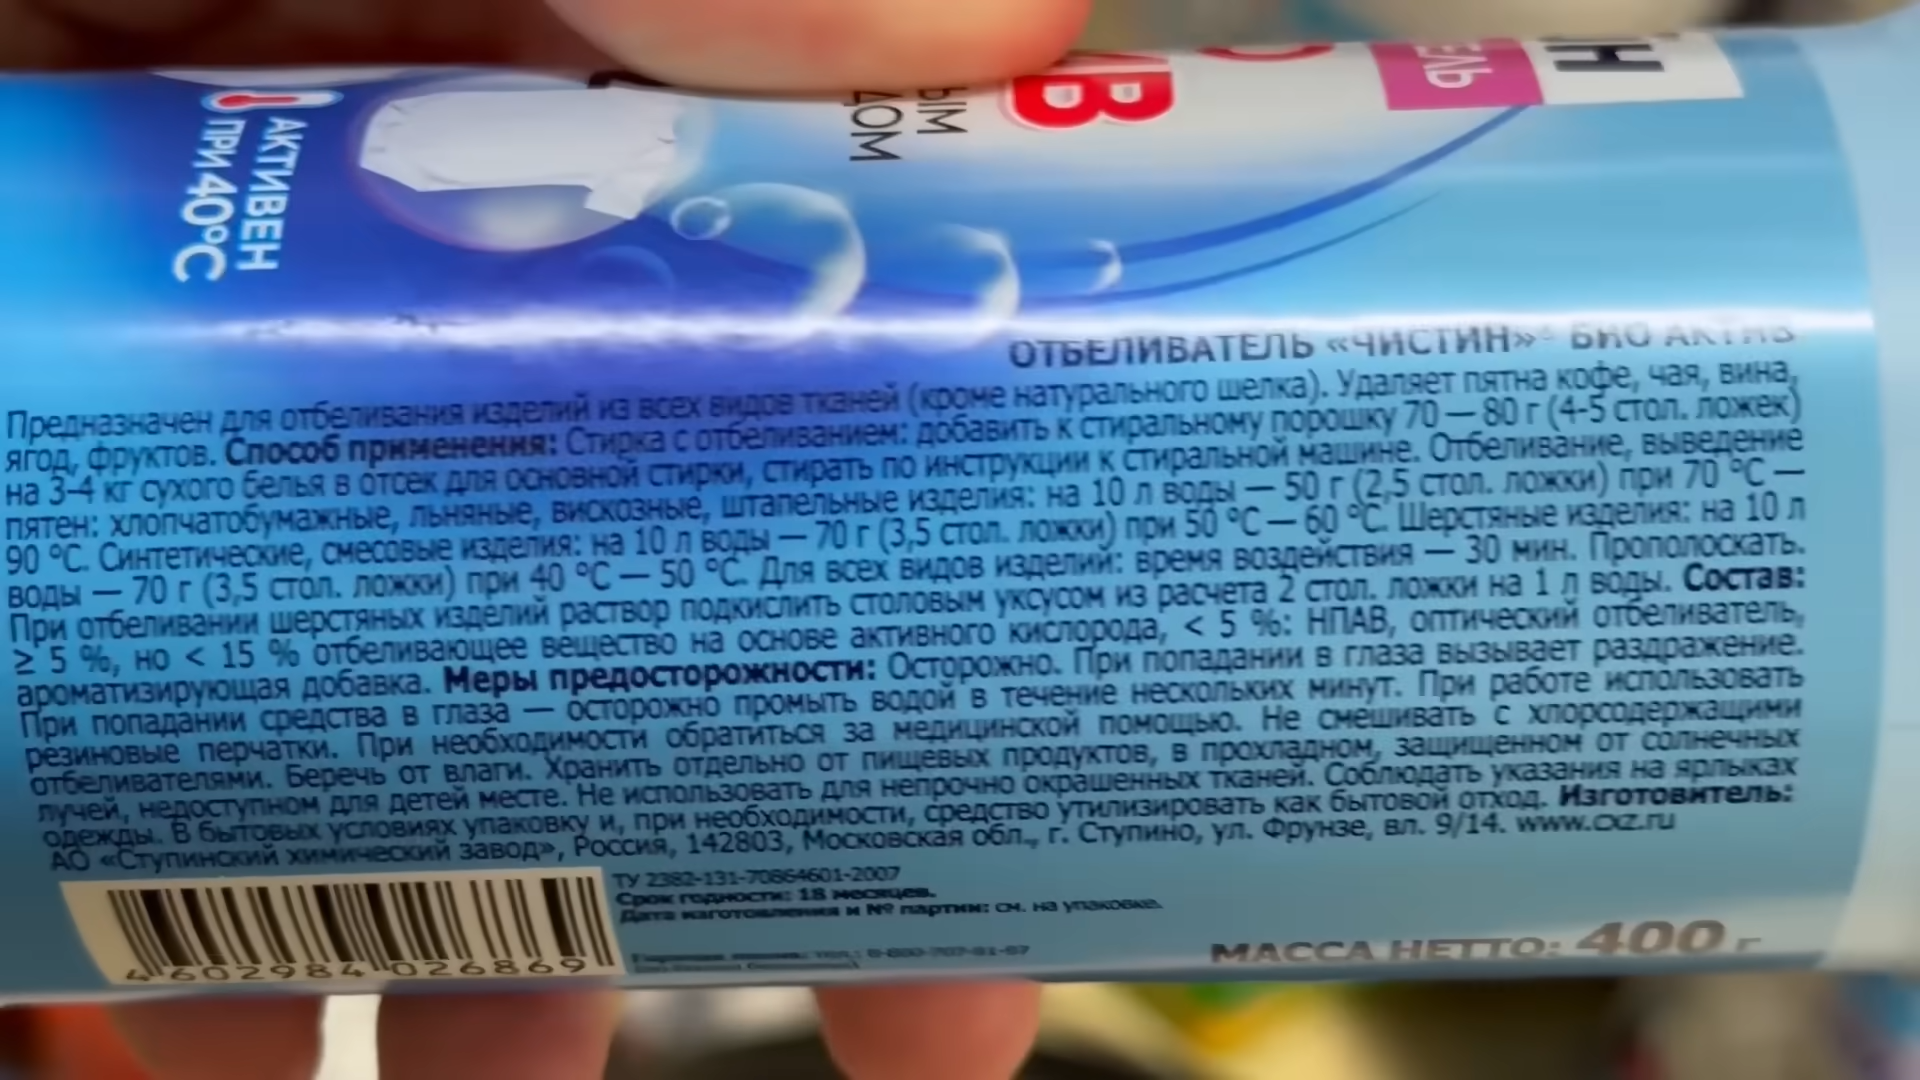 АКТИВЕН
ПРИ 40°C
ОТБЕЛИВАТЕЛЬ «ЧИСТИН» БИО АКТИВ
Предназначен для отбеливания изделий из всех видов тканей (кроме натурального шелка). Удаляет пятна кофе, чая, вина,
ягод, фруктов. Способ применения: Стирка с отбеливанием: добавить к стиральному порошку 70 — 80 г (4-5 стол. ложек)
на 3-4 кг сухого белья в отсек для основной стирки, стирать по инструкции к стиральной машине. Отбеливание, выведение
пятен: хлопчатобумажные, льняные, вискозные, штапельные изделия: на 10 л воды — 50 г (2,5 стол. ложки) при 70 °С —
90 °С. Синтетические, смесовые изделия: на 10 л воды — 70 г (3,5 стол. ложки) при 50 °С — 60 °С. Шерстяные изделия: на 10 л
воды — 70 г (3,5 стол. ложки) при 40 °С — 50 °С. Для всех видов изделий: время воздействия — 30 мин. Прополоскать.
При отбеливании шерстяных изделий раствор подкислить столовым уксусом из расчета 2 стол. ложки на 1 л воды. Состав:
≥ 5 %, но < 15 % отбеливающее вещество на основе активного кислорода, < 5 %: НПАВ, оптический отбеливатель,
ароматизирующая добавка. Меры предосторожности: Осторожно. При попадании в глаза вызывает раздражение.
При попадании средства в глаза — осторожно промыть водой в течение нескольких минут. При работе использовать
резиновые перчатки. При необходимости обратиться за медицинской помощью. Не смешивать с хлорсодержащими
отбеливателями. Беречь от влаги. Хранить отдельно от пищевых продуктов, в прохладном, защищенном от солнечных
лучей, недоступном для детей месте. Не использовать для непрочно окрашенных тканей. Соблюдать указания на ярлыках
одежды. В бытовых условиях упаковку и, при необходимости, средство утилизировать как бытовой отход. Изготовитель:
АО «Ступинский химический завод», Россия, 142803, Московская обл., г. Ступино, ул. Фрунзе, вл. 9/14. www.cxz.ru
ТУ 2382-131-70864601-2007
Срок годности: 18 месяцев.
Дата изготовления и № партии: см. на упаковке.
4 602984 026869
МАССА НЕТТО: 400 г